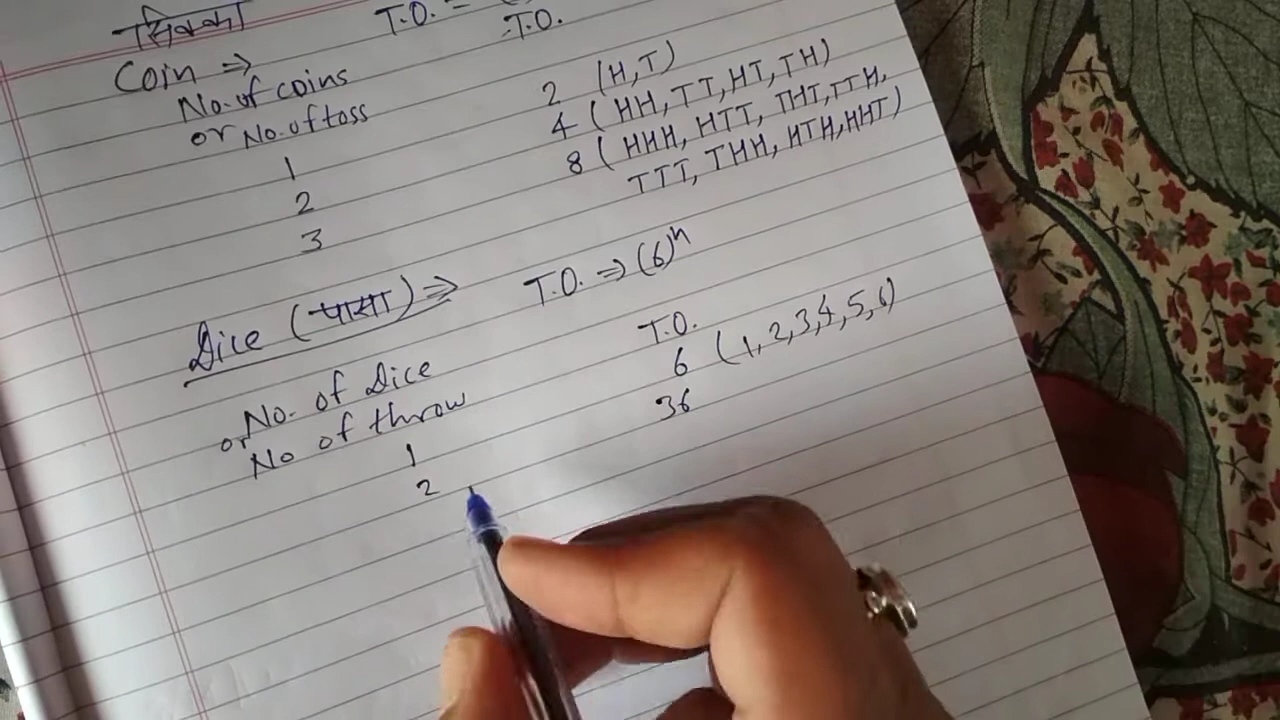 सिक्का
T.O. =
Coin ⇒
T.O.
No. of coins
or No. of toss
1
2
3
2 (H, T)
4 (HH, TT, HT, TH)
8 (HHH, HTT, THT, TTH,
TTT, THH, HTH, HHT)
Dice (पासा) ⇒
T.O. ⇒ (6)ⁿ
No. of Dice
or
No of throw
T.O.
1
6 (1, 2, 3, 4, 5, 6)
2
36